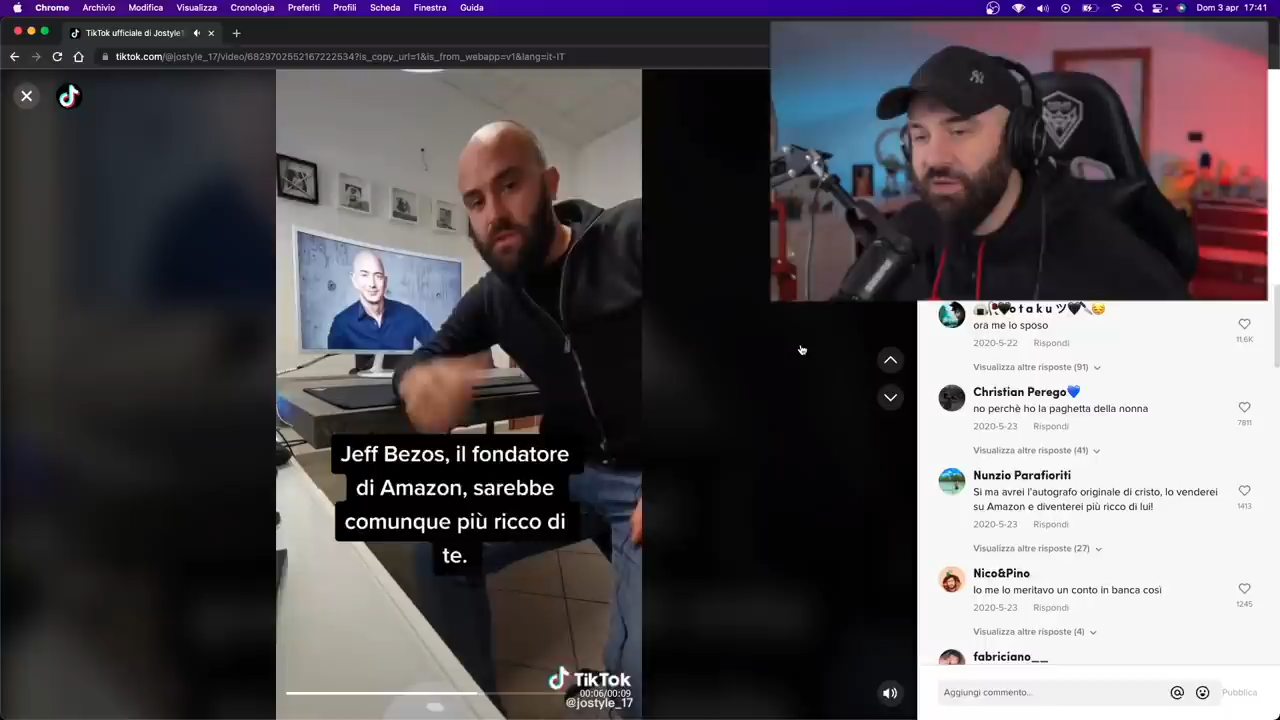 Chrome Archivio Modifica Visualizza Cronologia Preferiti Profili Scheda Finestra Guida
Dom 3 apr 17:41
TikTok ufficiale di Jostyle1
tiktok.com/@jostyle_17/video/6829702552167222534?is_copy_url=1&is_from_webapp=v1&lang=it-IT
Jeff Bezos, il fondatore
di Amazon, sarebbe
comunque più ricco di
te.
TikTok
00:06/00:09
@jostyle_17
o t a k u ツ
ora me lo sposo
11.6K
2020-5-22 Rispondi
Visualizza altre risposte (91)
Christian Perego💙
no perchè ho la paghetta della nonna
7811
2020-5-23 Rispondi
Visualizza altre risposte (41)
Nunzio Parafioriti
Si ma avrei l'autografo originale di cristo, lo venderei
su Amazon e diventerei più ricco di lui!
1413
2020-5-23 Rispondi
Visualizza altre risposte (27)
Nico&Pino
Io me lo meritavo un conto in banca così
1245
2020-5-23 Rispondi
Visualizza altre risposte (4)
fabriciano__
Aggiungi commento...
Pubblica